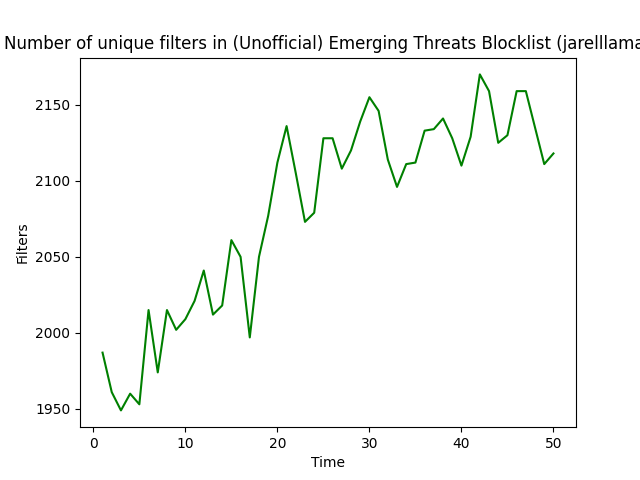 Number of unique filters in (Unofficial) Emerging Threats Blocklist (jarelllama
2150
2100
2050
2000
1950
Filters
0 10 20 30 40 50
Time